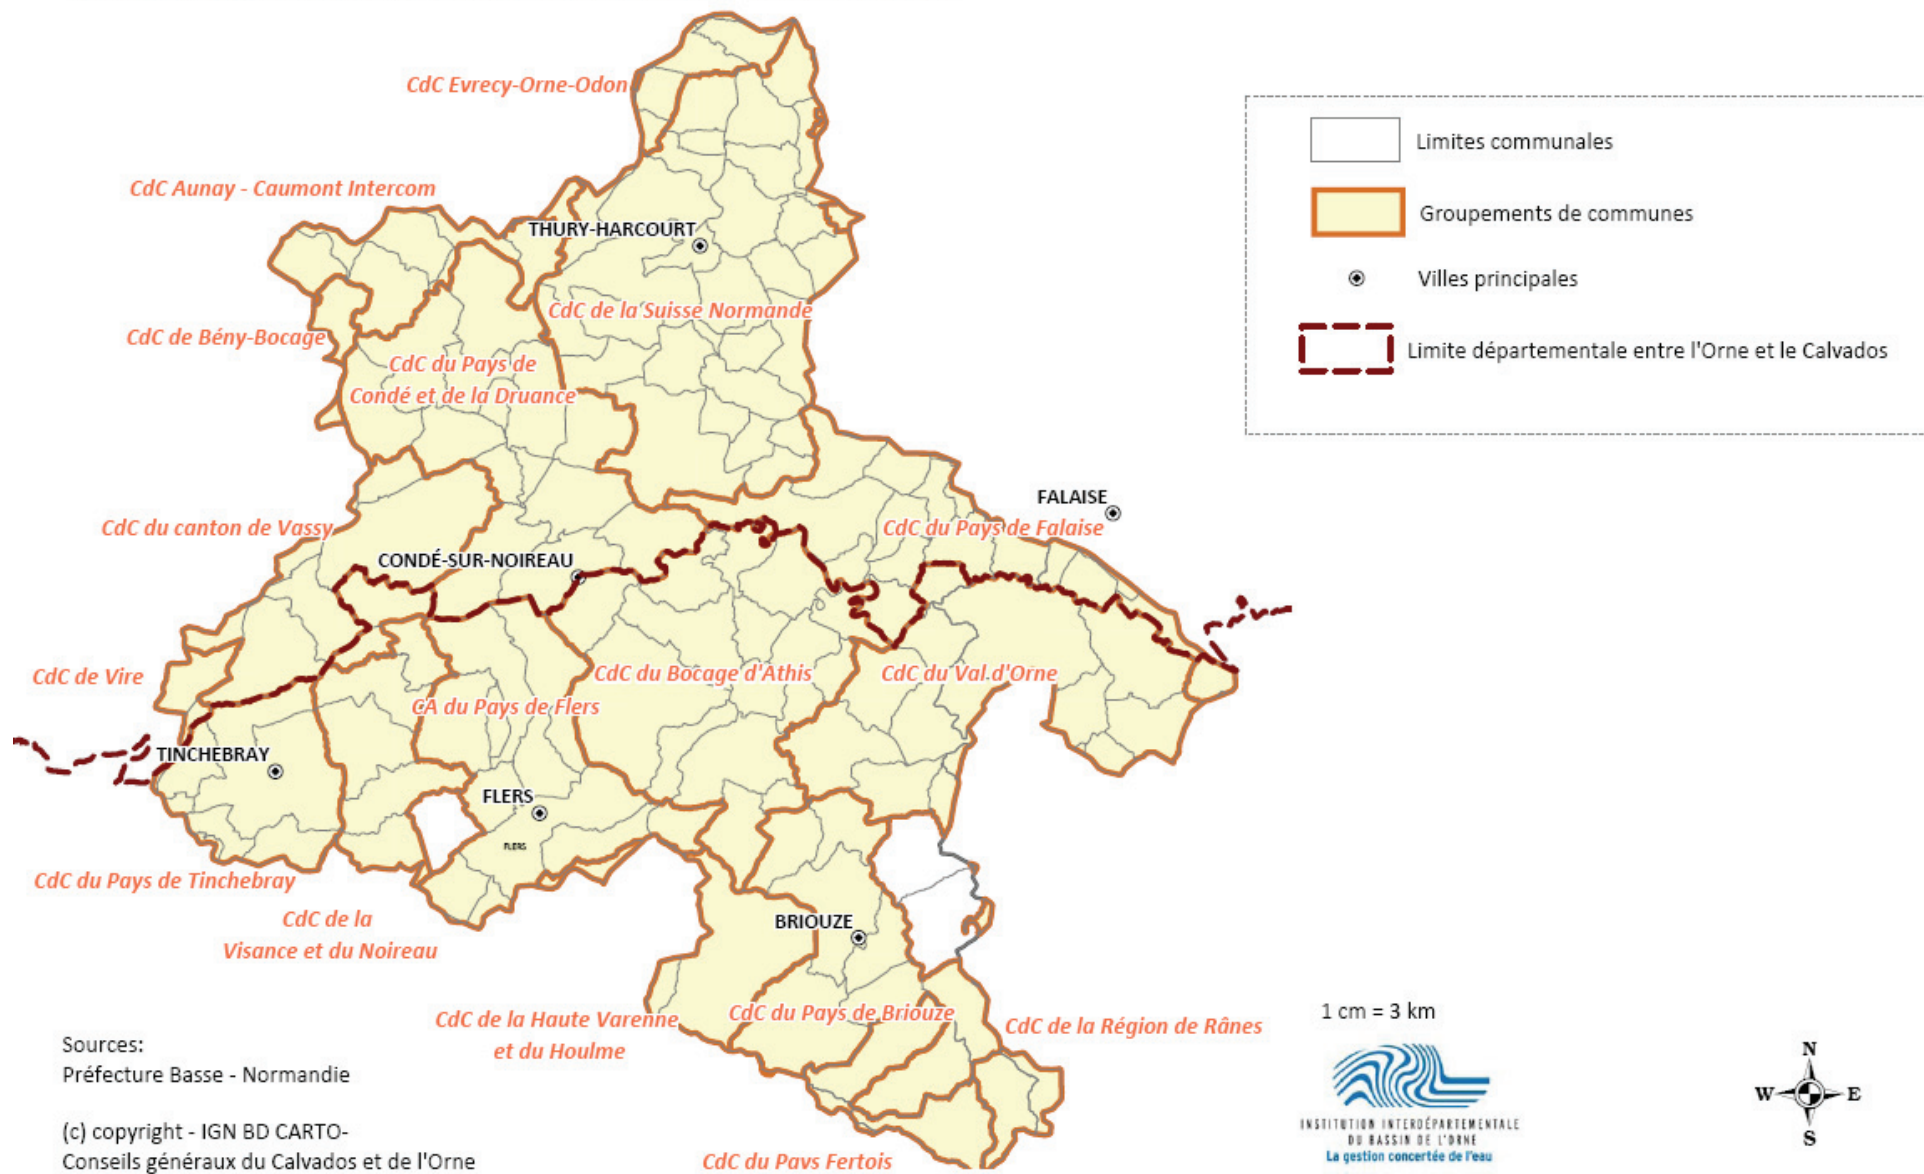 CdC Evrecy-Orne-Odon
CdC Aunay - Caumont Intercom
THURY-HARCOURT
CdC de la Suisse Normande
CdC de Bény-Bocage
CdC du Pays de
Condé et de la Druance
FALAISE
CdC du canton de Vassy
CdC du Pays de Falaise
CONDÉ-SUR-NOIREAU
CdC de Vire
CdC du Bocage d'Athis
CdC du Val d'Orne
CA du Pays de Flers
TINCHEBRAY
FLERS
FLERS
CdC du Pays de Tinchebray
CdC de la
Visance et du Noireau
BRIOUZE
CdC de la Haute Varenne
et du Houlme
CdC du Pays de Briouze
CdC de la Région de Rânes
CdC du Pays Fertois
Limites communales
Groupements de communes
Villes principales
Limite départementale entre l'Orne et le Calvados
1 cm = 3 km
INSTITUTION INTERDÉPARTEMENTALE
DU BASSIN DE L'ORNE
La gestion concertée de l'eau
N
W E
S
Sources:
Préfecture Basse - Normandie
(c) copyright - IGN BD CARTO-
Conseils généraux du Calvados et de l'Orne